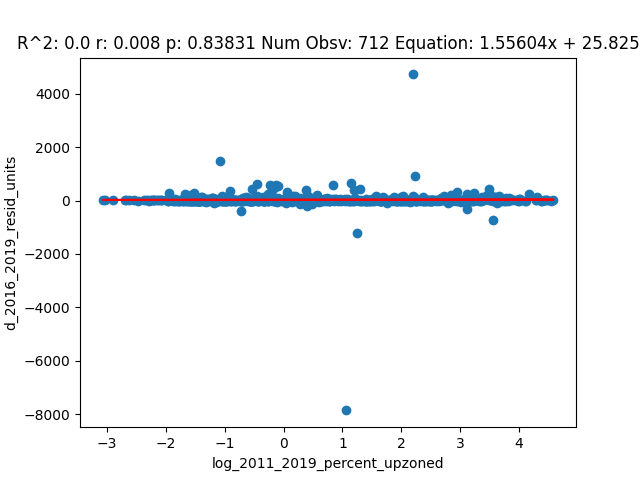 R^2: 0.0 r: 0.008 p: 0.83831 Num Obsv: 712 Equation: 1.55604x + 25.825
4000
2000
0
−2000
−4000
−6000
−8000
d_2016_2019_resid_units
−3 −2 −1 0 1 2 3 4
log_2011_2019_percent_upzoned